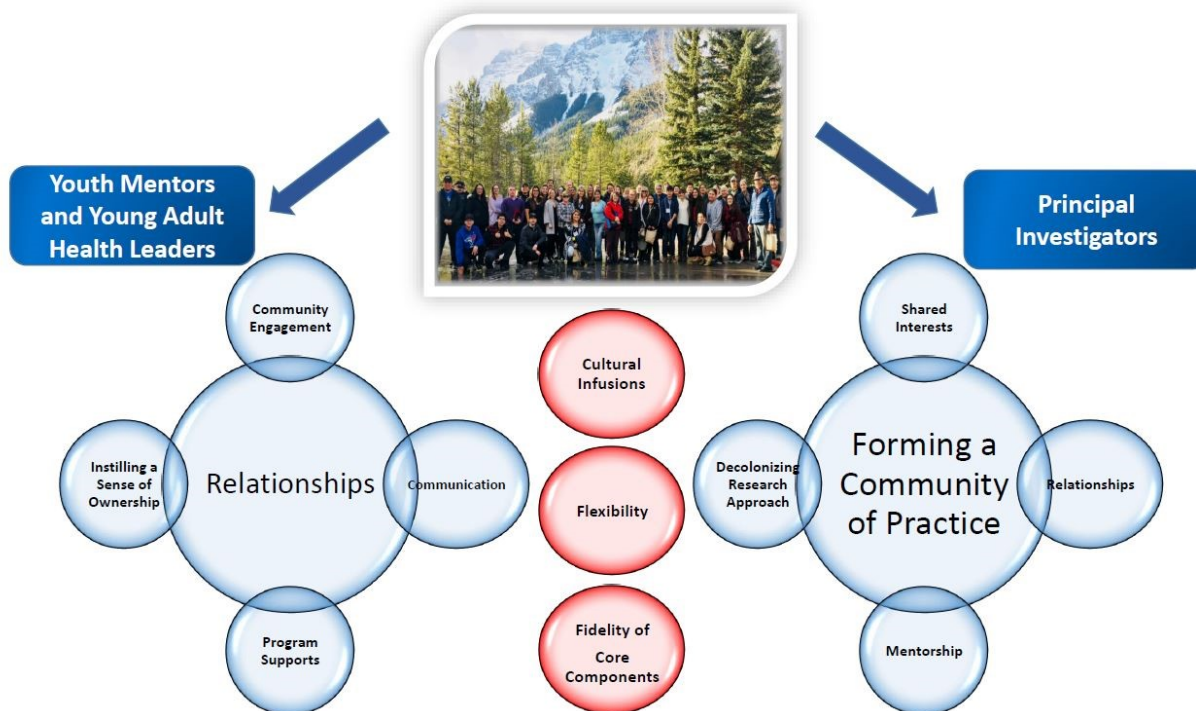 Youth Mentors
and Young Adult
Health Leaders
Principal
Investigators
Community
Engagement
Instilling a
Sense of
Ownership
Relationships
Communication
Program
Supports
Cultural
Infusions
Flexibility
Fidelity of
Core
Components
Shared
Interests
Decolonizing
Research
Approach
Forming a
Community
of Practice
Relationships
Mentorship